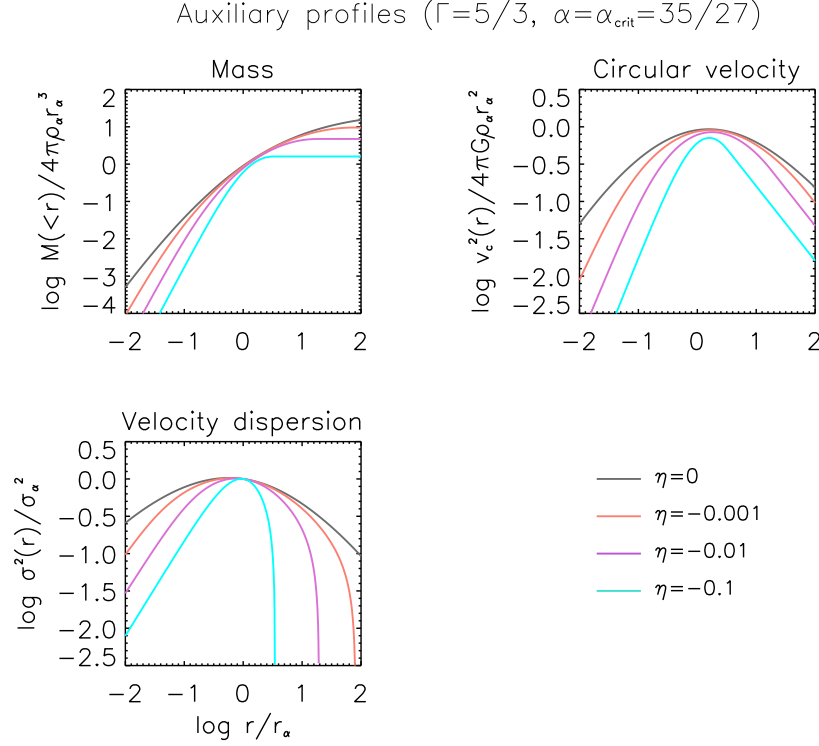 Auxiliary profiles (Γ=5/3, α=α_crit=35/27)
Mass
log M(<r)/4πρ_α r_α^3
2
1
0
−1
−2
−3
−4
−2 −1 0 1 2
Circular velocity
log v_c^2(r)/4πGρ_α r_α^2
0.5
0.0
−0.5
−1.0
−1.5
−2.0
−2.5
−2 −1 0 1 2
Velocity dispersion
log σ^2(r)/σ_α^2
0.5
0.0
−0.5
−1.0
−1.5
−2.0
−2.5
−2 −1 0 1 2
log r/r_α
η=0
η=−0.001
η=−0.01
η=−0.1